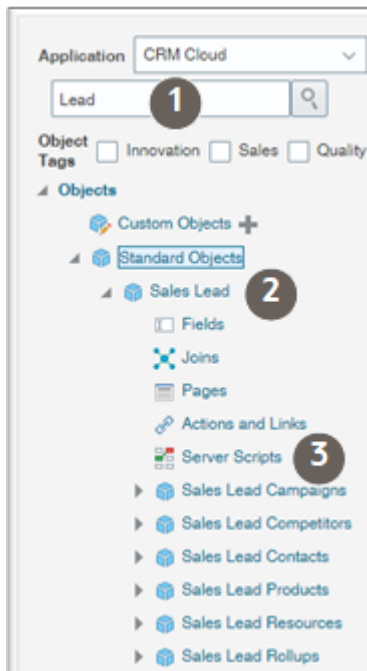 Application CRM Cloud
Lead 1
Object Tags Innovation Sales Quality
Objects
Custom Objects
Standard Objects
Sales Lead 2
Fields
Joins
Pages
Actions and Links
Server Scripts 3
Sales Lead Campaigns
Sales Lead Competitors
Sales Lead Contacts
Sales Lead Products
Sales Lead Resources
Sales Lead Rollups